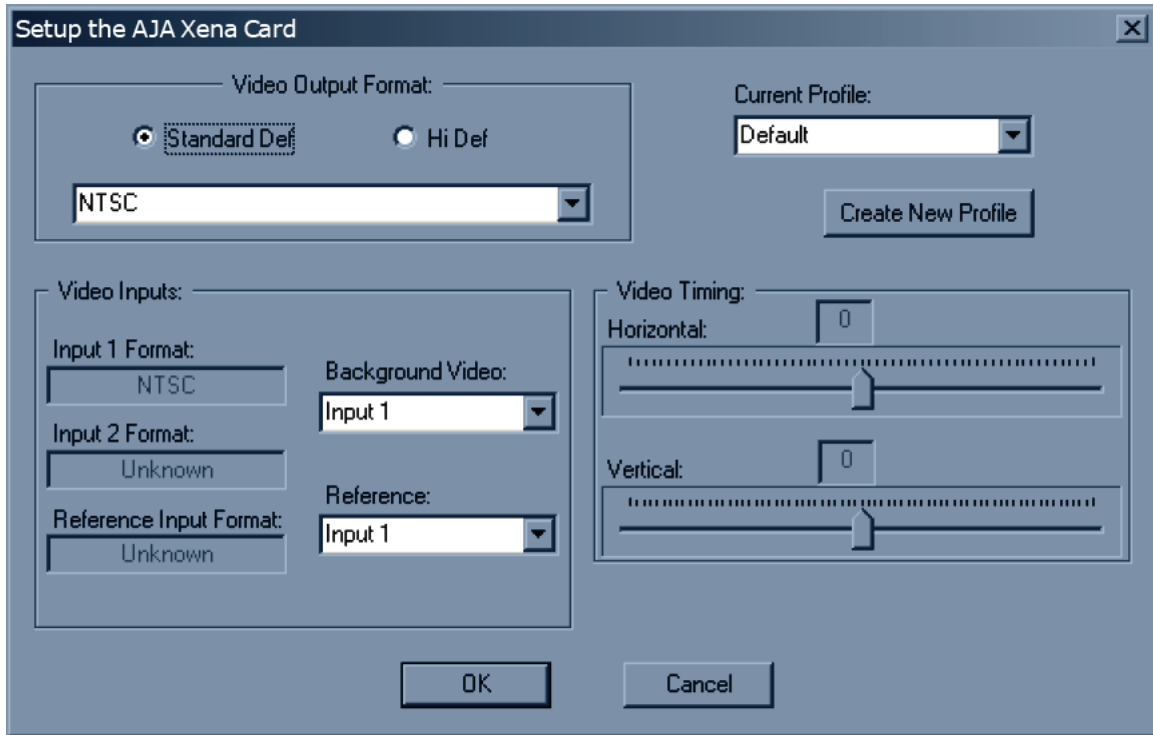 Setup the AJA Xena Card
Video Output Format:
Standard Def
Hi Def
NTSC
Current Profile:
Default
Create New Profile
Video Inputs:
Input 1 Format:
NTSC
Input 2 Format:
Unknown
Reference Input Format:
Unknown
Background Video:
Input 1
Reference:
Input 1
Video Timing:
Horizontal:
0
Vertical:
0
OK
Cancel